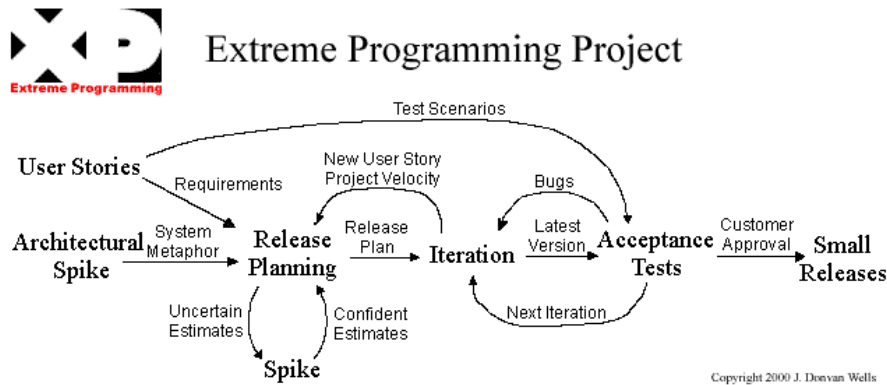 XP
Extreme Programming
Extreme Programming Project
Test Scenarios
User Stories
Requirements
New User Story
Project Velocity
Bugs
Architectural
Spike
System
Metaphor
Release
Planning
Release
Plan
Iteration
Latest
Version
Acceptance
Tests
Customer
Approval
Small
Releases
Uncertain
Estimates
Confident
Estimates
Next Iteration
Spike
Copyright 2000 J. Donvan Wells